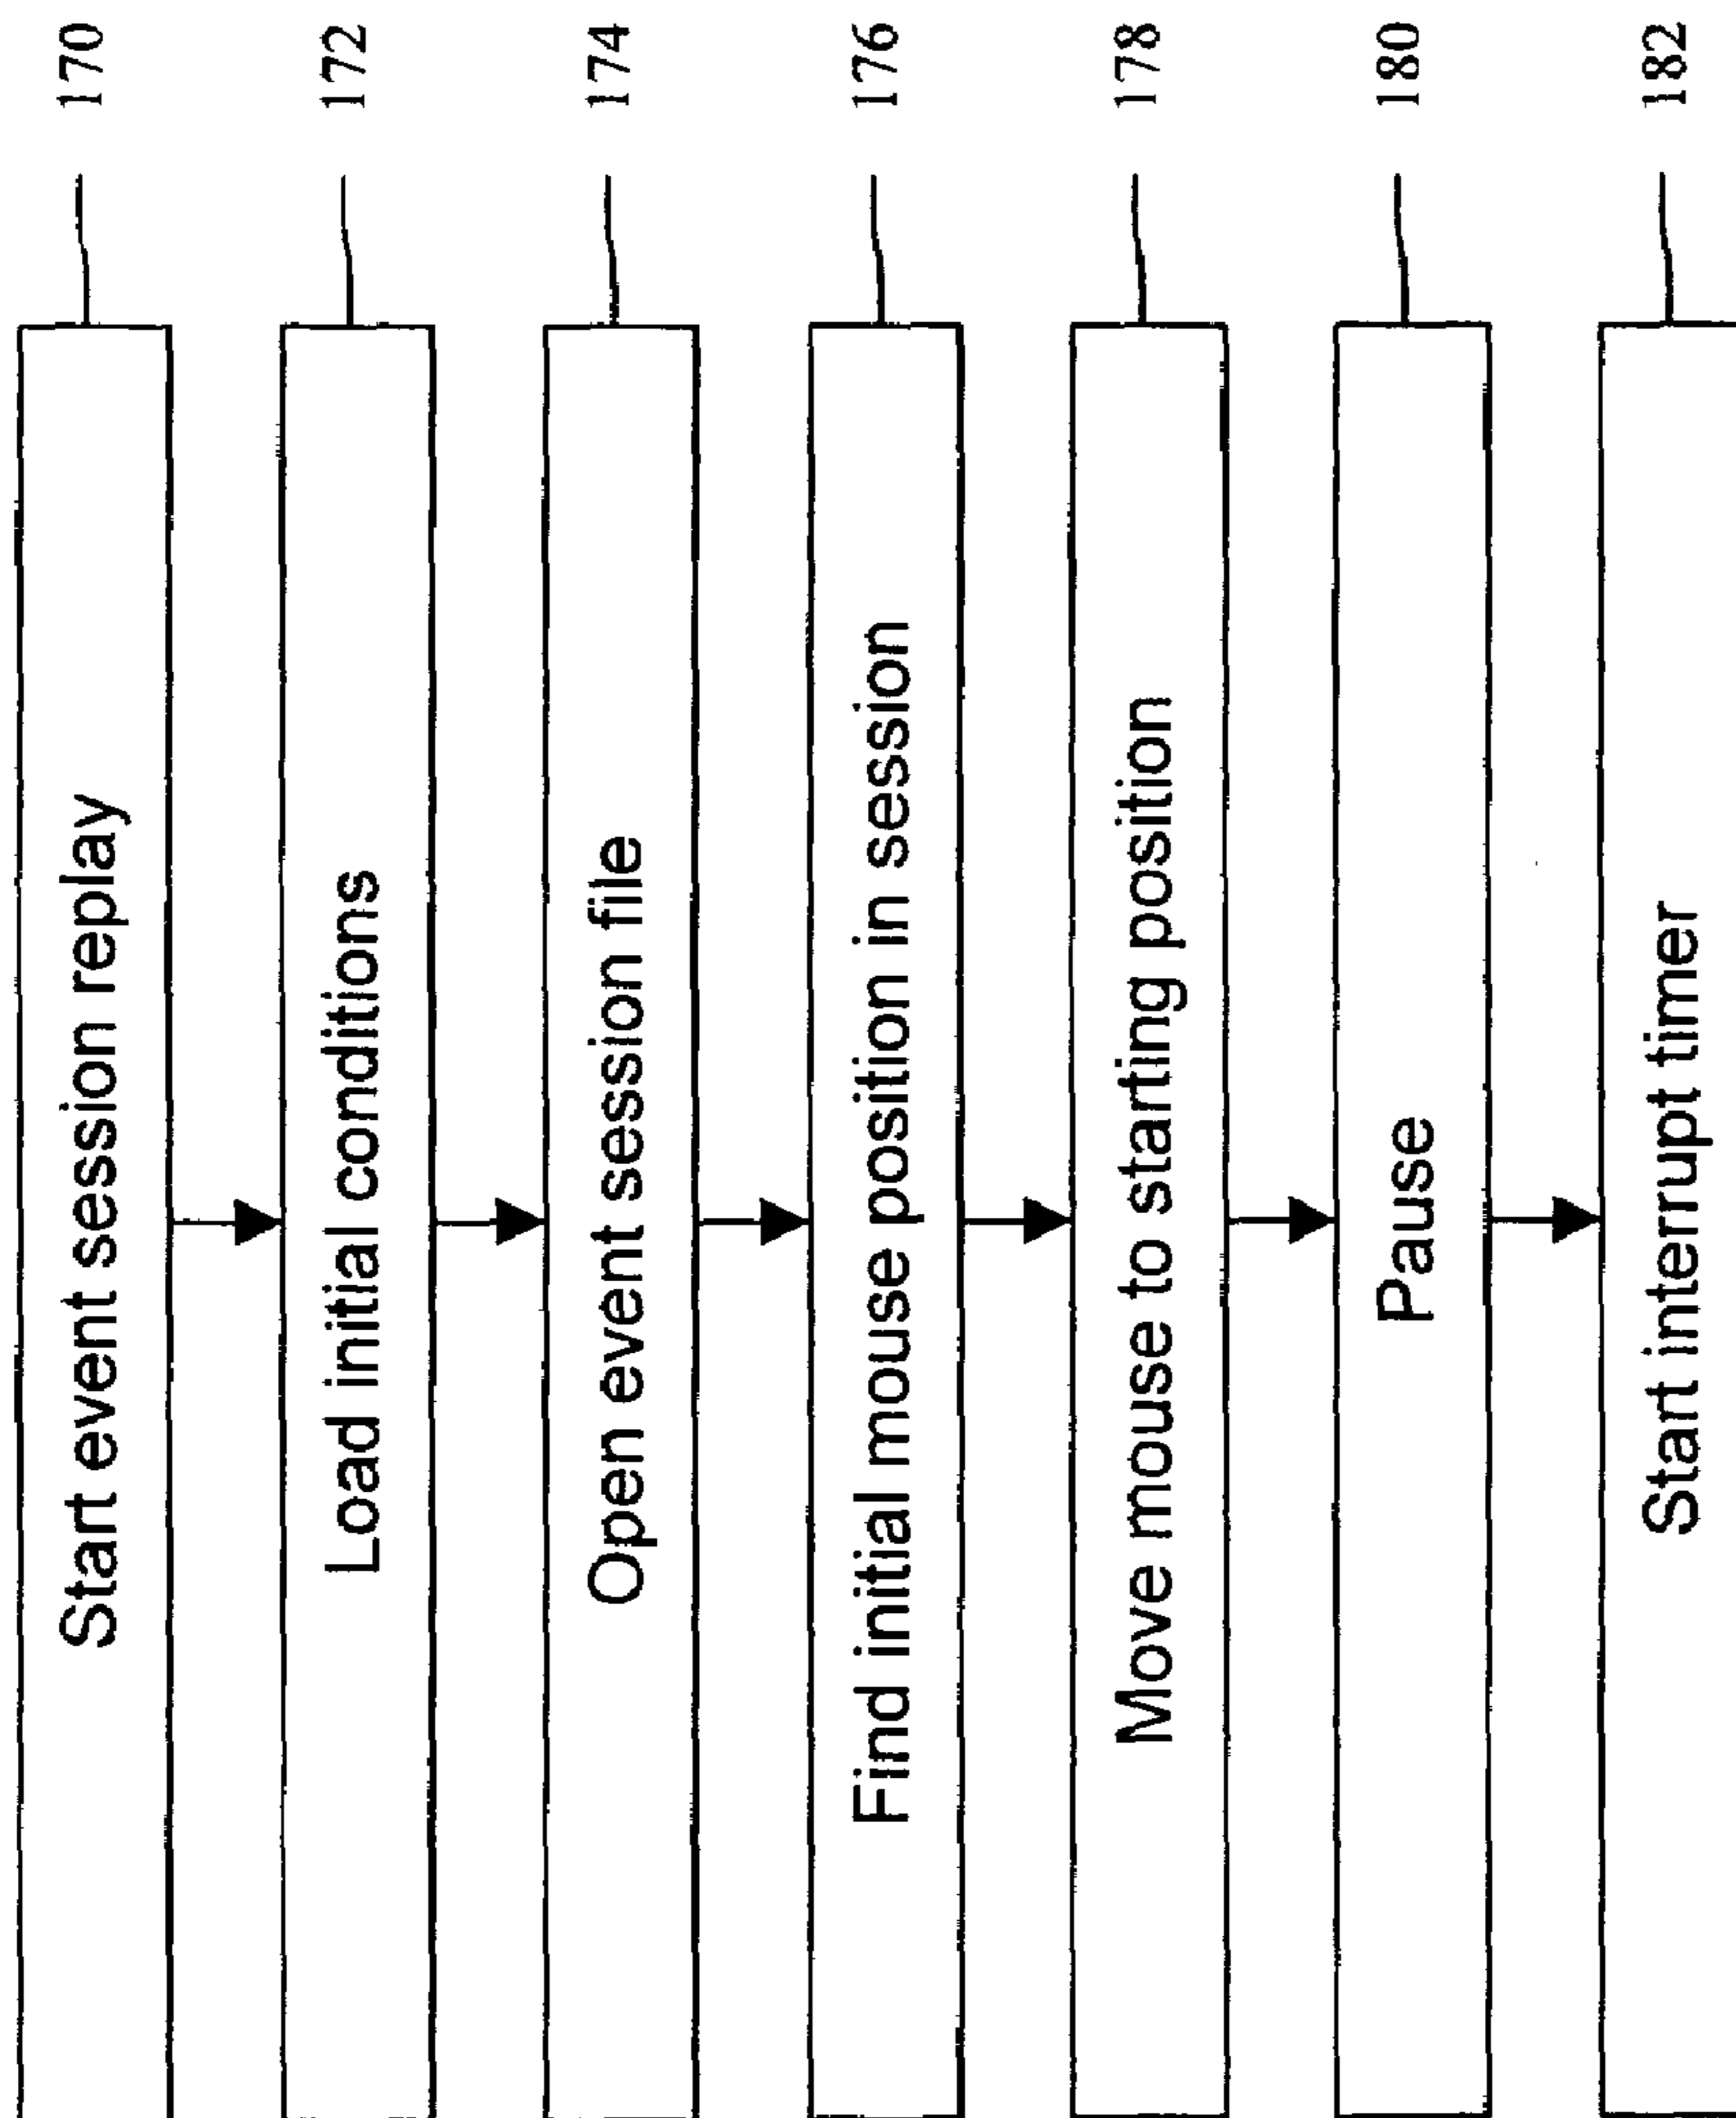 Start event session replay 170
Load initial conditions 172
Open event session file 174
Find initial mouse position in session 176
Move mouse to starting position 178
Pause 180
Start interrupt timer 182